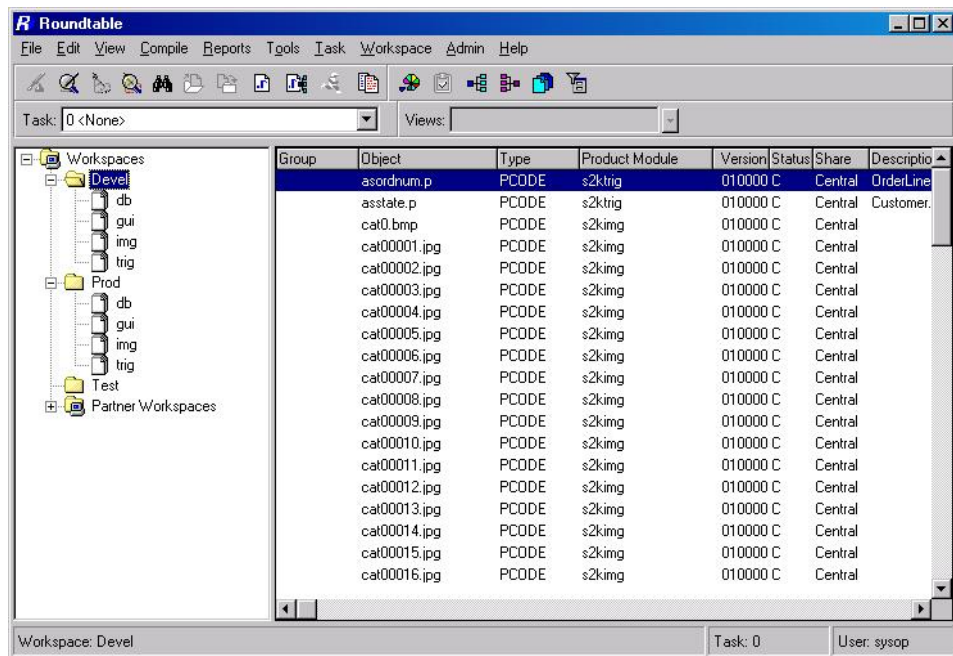 Roundtable
File Edit View Compile Reports Tools Task Workspace Admin Help
Task: 0 <None> Views:
Workspaces
Devel
db
gui
img
trig
Prod
db
gui
img
trig
Test
Partner Workspaces
Group Object Type Product Module Version Status Share Descriptio
asordnum.p PCODE s2ktrig 010000 C Central OrderLine
asstate.p PCODE s2ktrig 010000 C Central Customer.
cat0.bmp PCODE s2kimg 010000 C Central
cat00001.jpg PCODE s2kimg 010000 C Central
cat00002.jpg PCODE s2kimg 010000 C Central
cat00003.jpg PCODE s2kimg 010000 C Central
cat00004.jpg PCODE s2kimg 010000 C Central
cat00005.jpg PCODE s2kimg 010000 C Central
cat00006.jpg PCODE s2kimg 010000 C Central
cat00007.jpg PCODE s2kimg 010000 C Central
cat00008.jpg PCODE s2kimg 010000 C Central
cat00009.jpg PCODE s2kimg 010000 C Central
cat00010.jpg PCODE s2kimg 010000 C Central
cat00011.jpg PCODE s2kimg 010000 C Central
cat00012.jpg PCODE s2kimg 010000 C Central
cat00013.jpg PCODE s2kimg 010000 C Central
cat00014.jpg PCODE s2kimg 010000 C Central
cat00015.jpg PCODE s2kimg 010000 C Central
cat00016.jpg PCODE s2kimg 010000 C Central
Workspace: Devel Task: 0 User: sysop